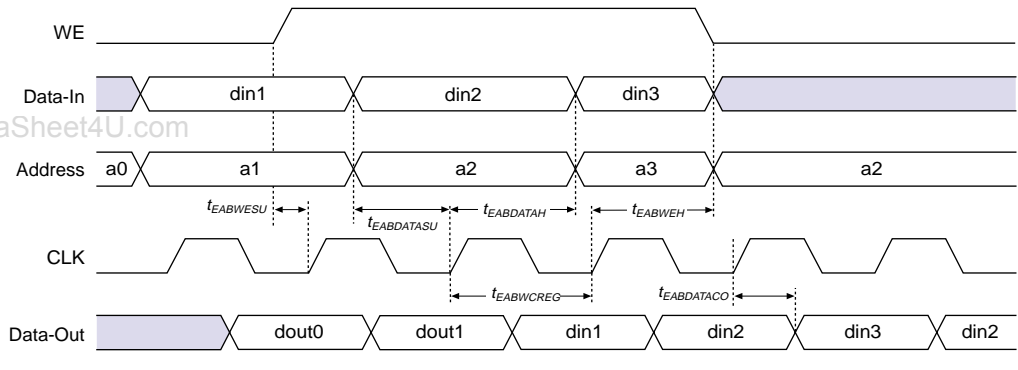 WE
Data-In din1 din2 din3
aSheet4U.com
Address a0 a1 a2 a3 a2
tEABWESU tEABDATASU tEABDATAH tEABWEH
CLK
tEABWCREG tEABDATACO
Data-Out dout0 dout1 din1 din2 din3 din2